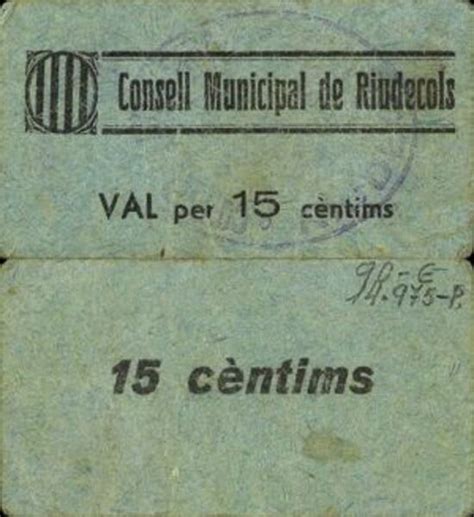 Consell Municipal de Riudecols
VAL per 15 cèntims
15 cèntims